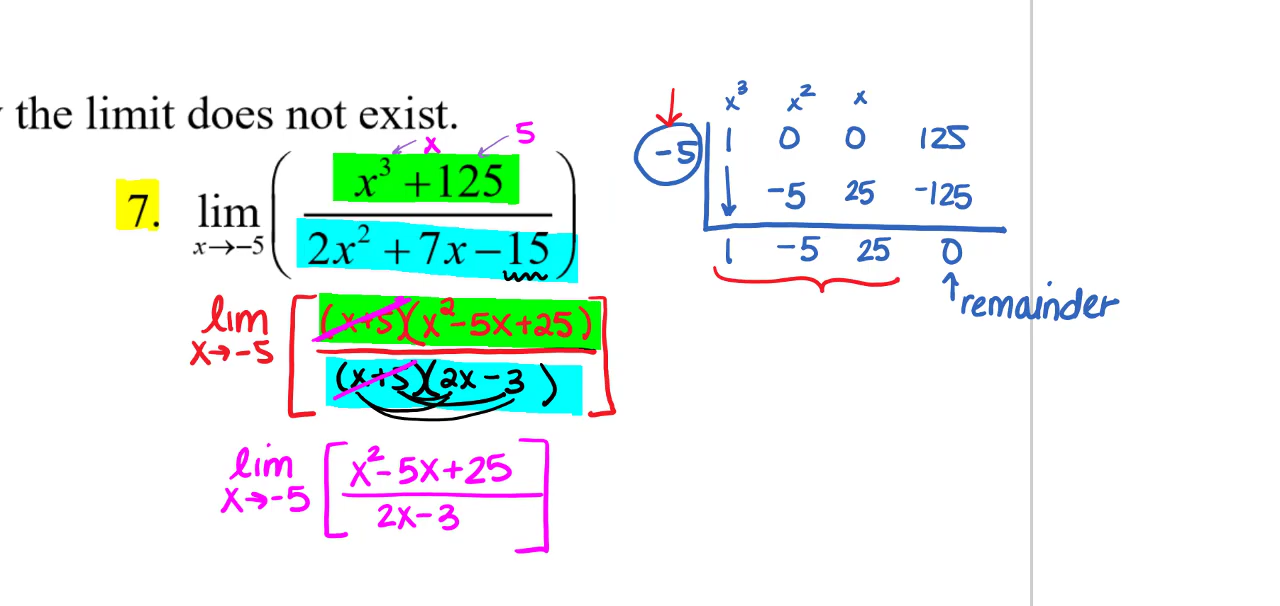 the limit does not exist.
x 5
7. lim x→-5 ( x³ + 125 / 2x² + 7x - 15 )
lim x→-5 [ (x+5)(x²-5x+25) / (x+5)(2x-3) ]
lim x→-5 [ x²-5x+25 / 2x-3 ]
x³ x² x
-5 | 1 0 0 125
-5 25 -125
1 -5 25 0
remainder